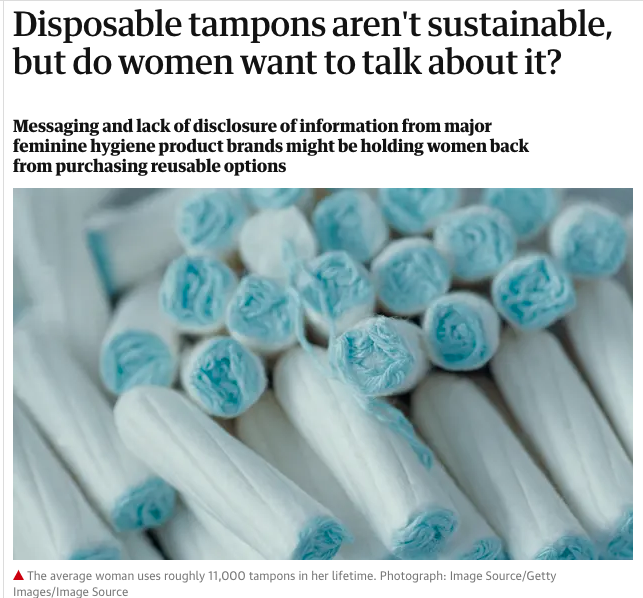 Disposable tampons aren't sustainable,
but do women want to talk about it?
Messaging and lack of disclosure of information from major
feminine hygiene product brands might be holding women back
from purchasing reusable options
▲ The average woman uses roughly 11,000 tampons in her lifetime. Photograph: Image Source/Getty
Images/Image Source